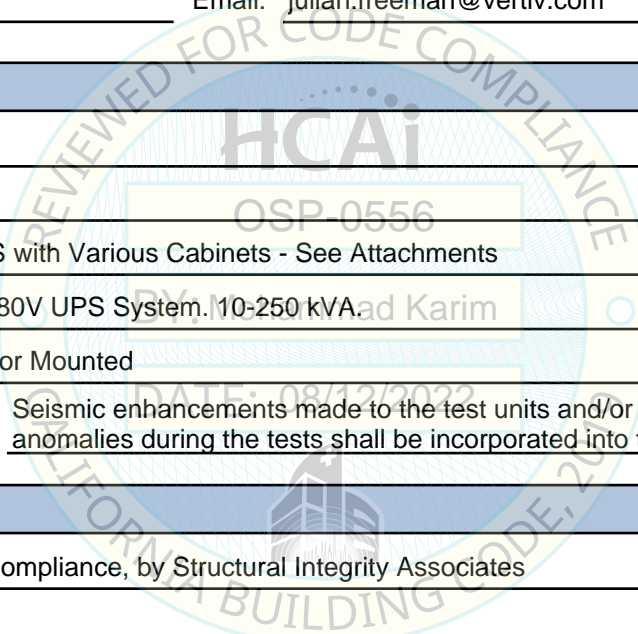 Email: julian.freeman@vertiv.com
REVIEWED FOR CODE COMPLIANCE
HCAi
OSP-0556
S with Various Cabinets - See Attachments
80V UPS System. 10-250 kVA.
BY: Mohammad Karim
or Mounted
DATE: 08/12/2022
Seismic enhancements made to the test units and/or
anomalies during the tests shall be incorporated into
ompliance, by Structural Integrity Associates
CALIFORNIA BUILDING CODE, 2019